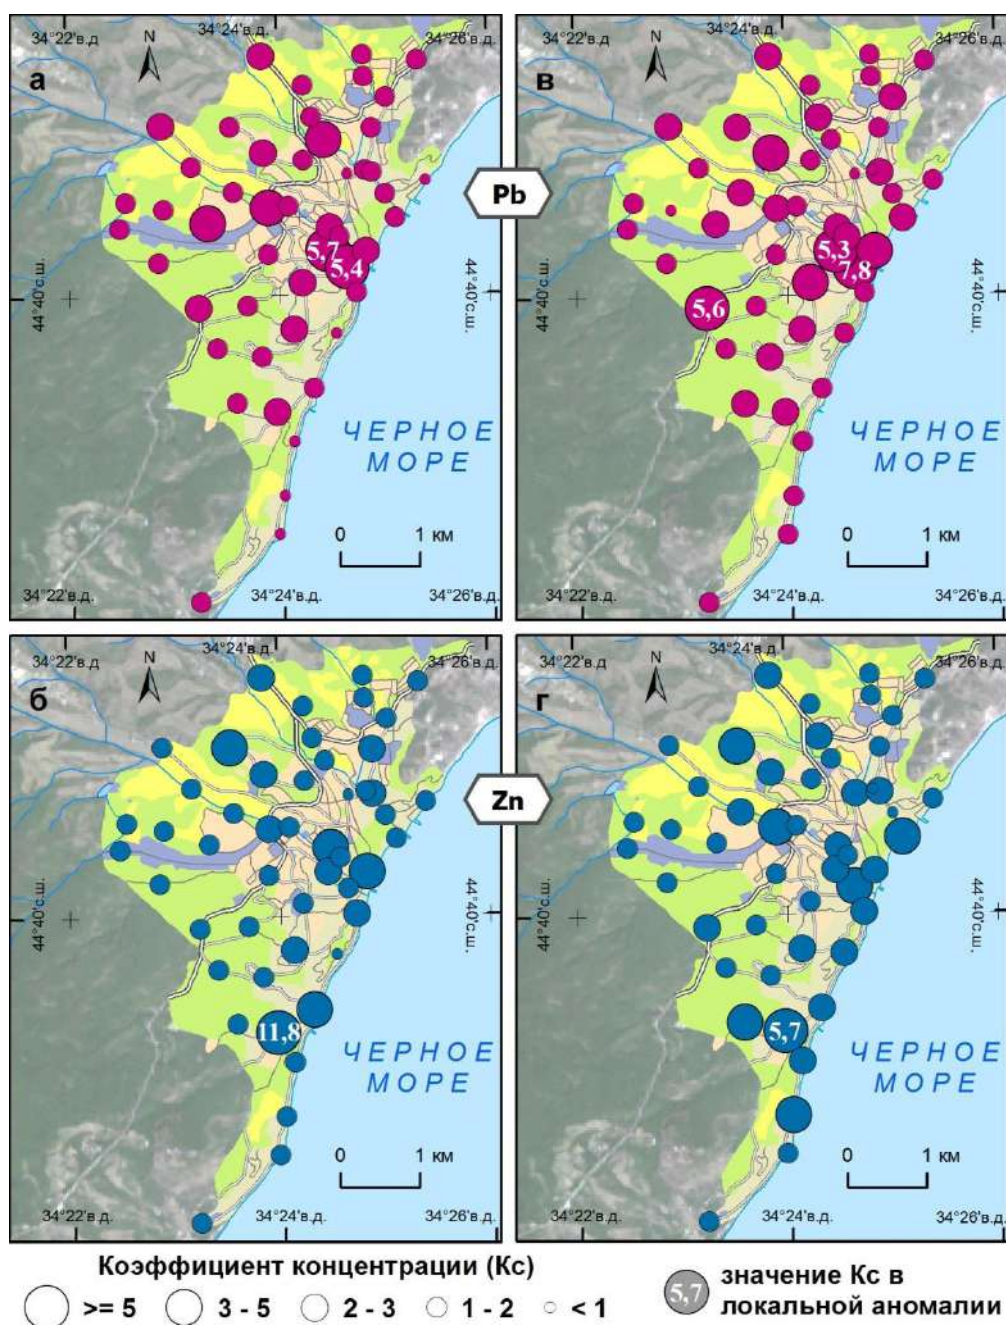 34°22'в.д
34°24'в.д.
34°26'в.д.
N
а
Pb
5,7
5,4
44°40'с.ш.
44°40'с.ш.
ЧЕРНОЕ
МОРЕ
0 1 км
34°22'в.д.
34°24'в.д.
34°26'в.д.
34°22'в.д
34°24'в.д.
34°26'в.д.
N
в
5,3
7,8
5,6
44°40'с.ш.
44°40'с.ш.
ЧЕРНОЕ
МОРЕ
0 1 км
34°22'в.д.
34°24'в.д.
34°26'в.д.
34°22'в.д
34°24'в.д.
34°26'в.д.
N
б
Zn
44°40'с.ш.
44°40'с.ш.
11,8
ЧЕРНОЕ
МОРЕ
0 1 км
34°22'в.д.
34°24'в.д.
34°26'в.д.
34°22'в.д
34°24'в.д.
34°26'в.д.
N
г
44°40'с.ш.
44°40'с.ш.
5,7
ЧЕРНОЕ
МОРЕ
0 1 км
34°22'в.д.
34°24'в.д.
34°26'в.д.
Коэффициент концентрации (Кс)
>= 5 3 - 5 2 - 3 1 - 2 < 1
5,7
значение Кс в
локальной аномалии